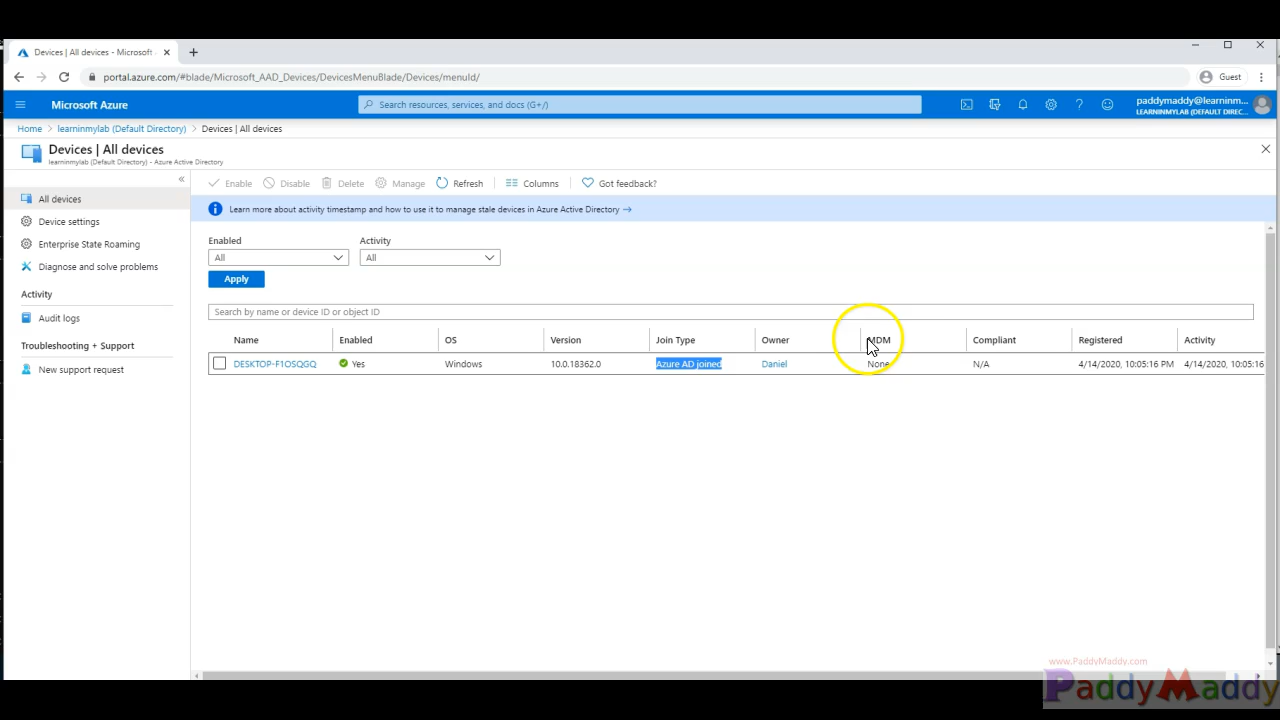 Devices | All devices - Microsoft
portal.azure.com/#blade/Microsoft_AAD_Devices/DevicesMenuBlade/Devices/menuId/
Guest
Microsoft Azure
Search resources, services, and docs (G+/)
paddymaddy@learninm...
LEARNINMYLAB (DEFAULT DIREC...
Home > learninmylab (Default Directory) > Devices | All devices
Devices | All devices
learninmylab (Default Directory) - Azure Active Directory
Enable Disable Delete Manage Refresh Columns Got feedback?
Learn more about activity timestamp and how to use it to manage stale devices in Azure Active Directory →
All devices
Device settings
Enterprise State Roaming
Diagnose and solve problems
Activity
Audit logs
Troubleshooting + Support
New support request
Enabled Activity
All All
Apply
Search by name or device ID or object ID
Name Enabled OS Version Join Type Owner MDM Compliant Registered Activity
DESKTOP-F1OSQGQ Yes Windows 10.0.18362.0 Azure AD joined Daniel None N/A 4/14/2020, 10:05:16 PM 4/14/2020, 10:05:16
www.PaddyMaddy.com
PaddyMaddy